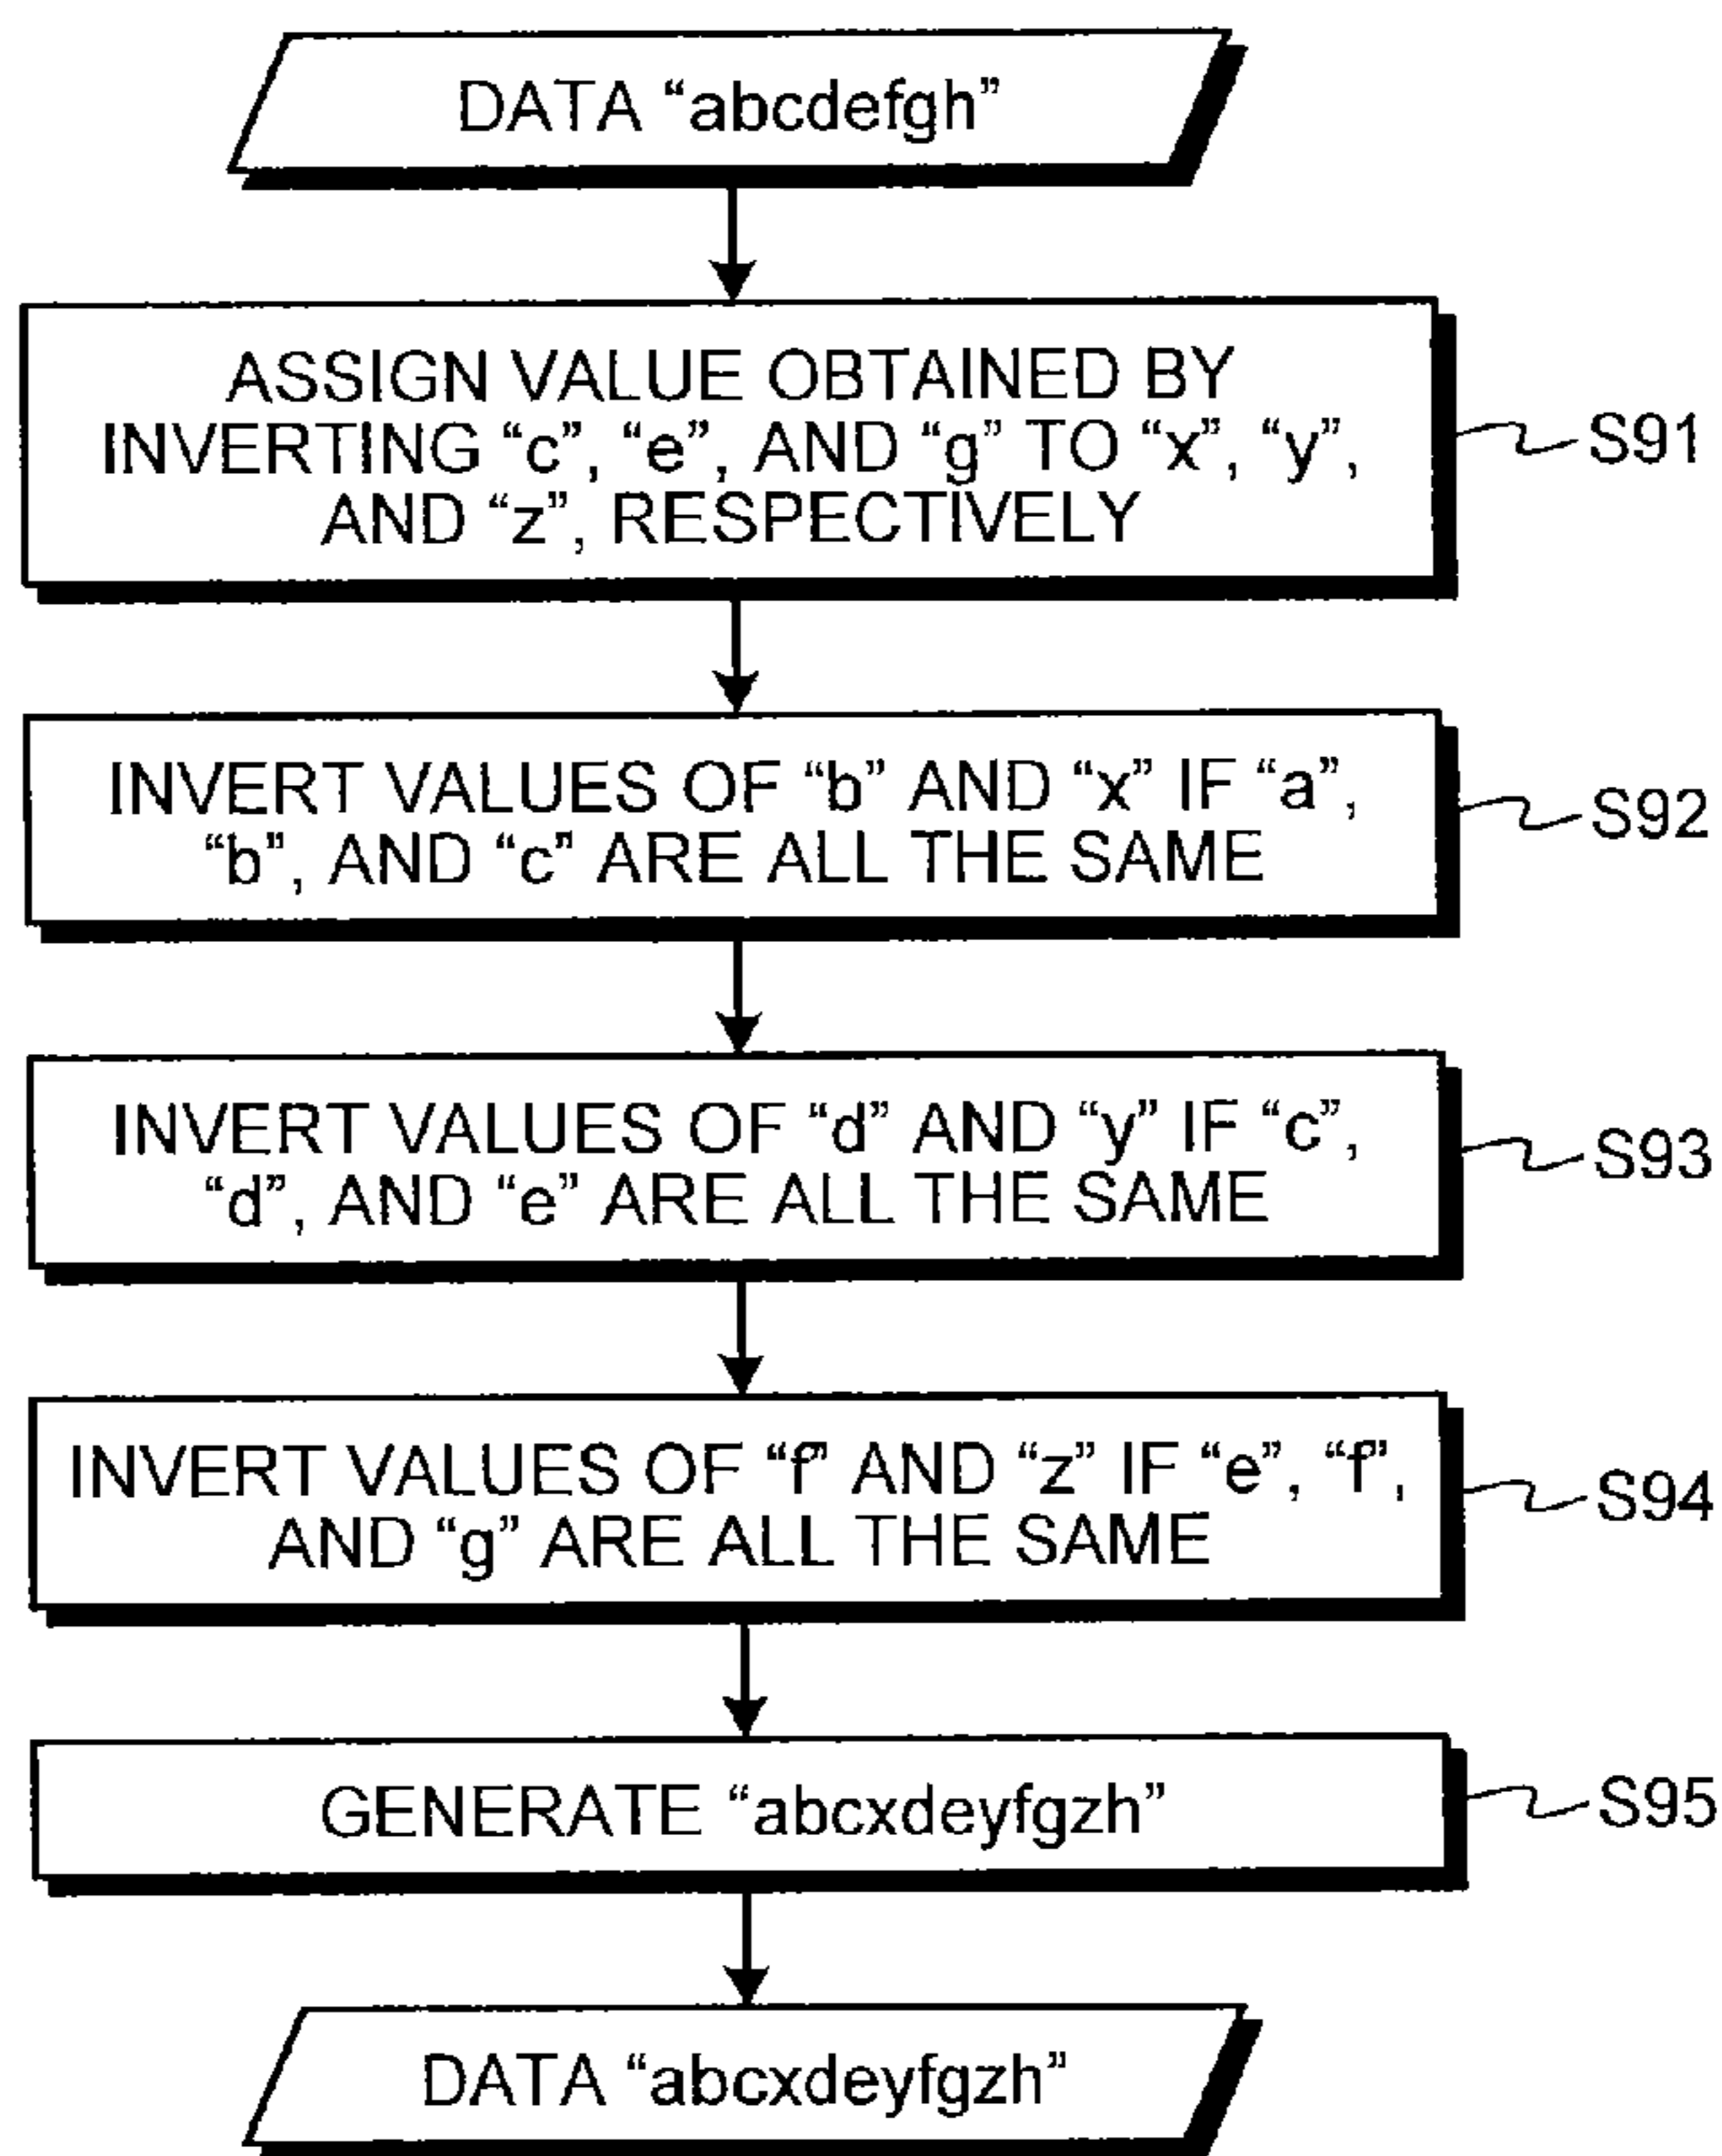 DATA “abcdefgh”
ASSIGN VALUE OBTAINED BY
INVERTING “c”, “e”, AND “g” TO “x”, “y”,
AND “z”, RESPECTIVELY
S91
INVERT VALUES OF “b” AND “x” IF “a”,
“b”, AND “c” ARE ALL THE SAME
S92
INVERT VALUES OF “d” AND “y” IF “c”,
“d”, AND “e” ARE ALL THE SAME
S93
INVERT VALUES OF “f” AND “z” IF “e”, “f”,
AND “g” ARE ALL THE SAME
S94
GENERATE “abcxdeyfgzh”
S95
DATA “abcxdeyfgzh”